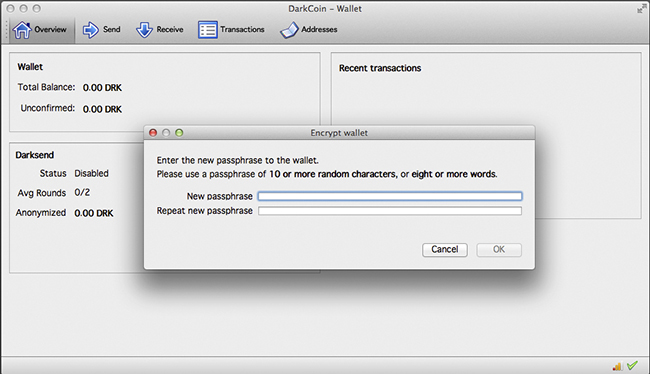 DarkCoin - Wallet
Overview Send Receive Transactions Addresses
Wallet
Total Balance: 0.00 DRK
Unconfirmed: 0.00 DRK
Recent transactions
Darksend
Status Disabled
Avg Rounds 0/2
Anonymized 0.00 DRK
Encrypt wallet
Enter the new passphrase to the wallet.
Please use a passphrase of 10 or more random characters, or eight or more words.
New passphrase
Repeat new passphrase
Cancel OK